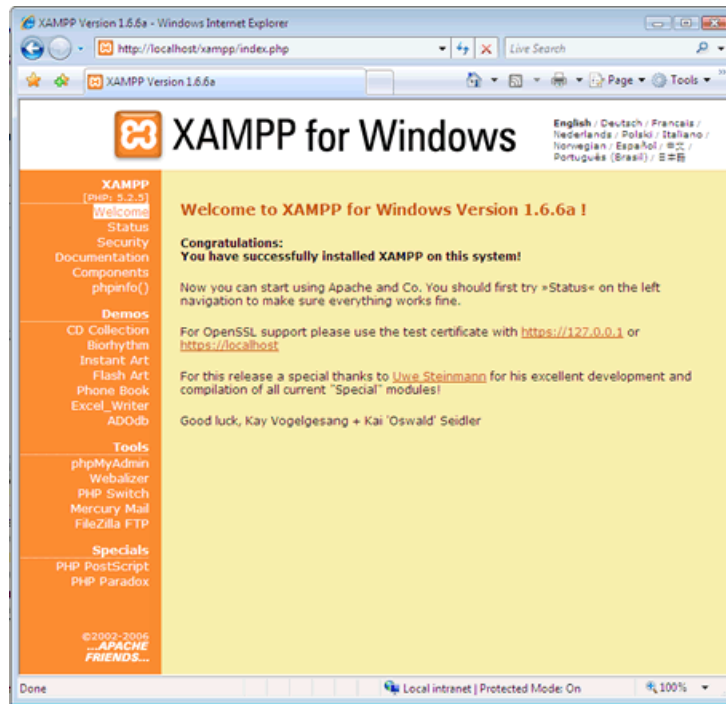 XAMPP Version 1.6.6a - Windows Internet Explorer
http://localhost/xampp/index.php
Live Search
XAMPP Version 1.6.6a
Page
Tools
XAMPP for Windows
English / Deutsch / Francais /
Nederlands / Polski / Italiano /
Norwegian / Español / 中文 /
Português (Brasil) / 日本語
XAMPP
[PHP: 5.2.5]
Welcome
Status
Security
Documentation
Components
phpinfo()
Demos
CD Collection
Biorhythm
Instant Art
Flash Art
Phone Book
Excel_Writer
ADOdb
Tools
phpMyAdmin
Webalizer
PHP Switch
Mercury Mail
FileZilla FTP
Specials
PHP PostScript
PHP Paradox
©2002-2006
...APACHE
FRIENDS...
Welcome to XAMPP for Windows Version 1.6.6a !
Congratulations:
You have successfully installed XAMPP on this system!
Now you can start using Apache and Co. You should first try »Status« on the left
navigation to make sure everything works fine.
For OpenSSL support please use the test certificate with https://127.0.0.1 or
https://localhost
For this release a special thanks to Uwe Steinmann for his excellent development and
compilation of all current "Special" modules!
Good luck, Kay Vogelgesang + Kai 'Oswald' Seidler
Done
Local intranet | Protected Mode: On
100%